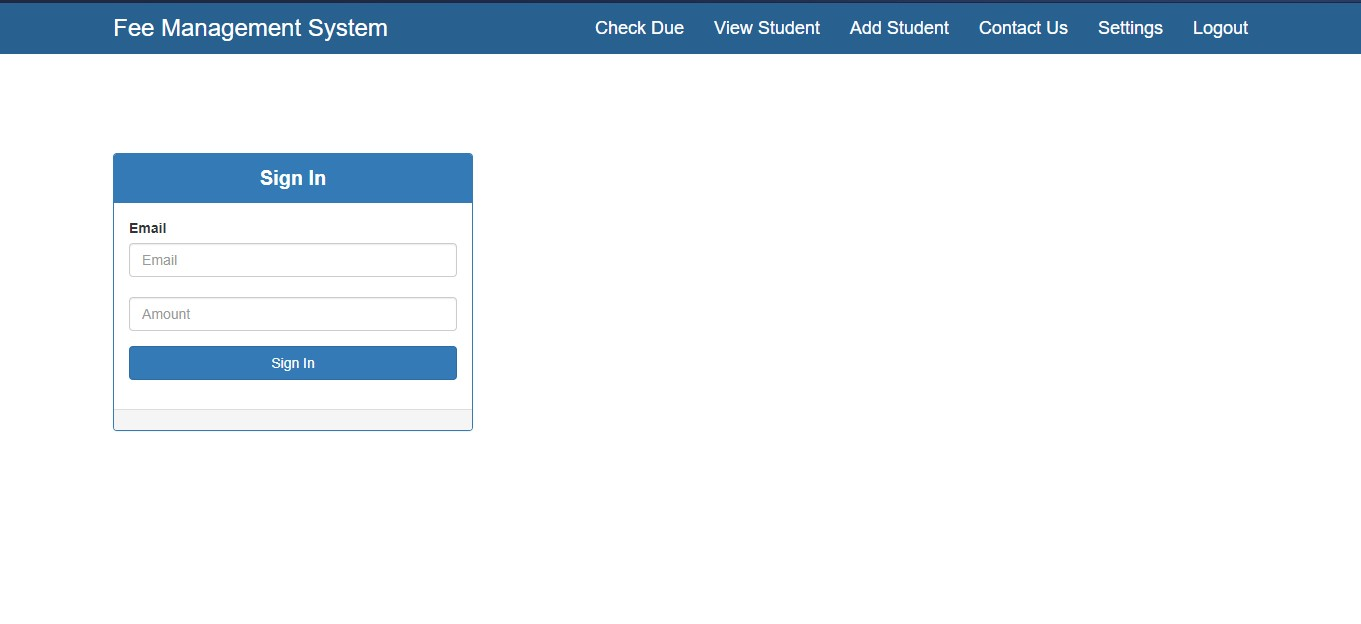 Fee Management System Check Due View Student Add Student Contact Us Settings Logout
Sign In
Email
Email
Amount
Sign In